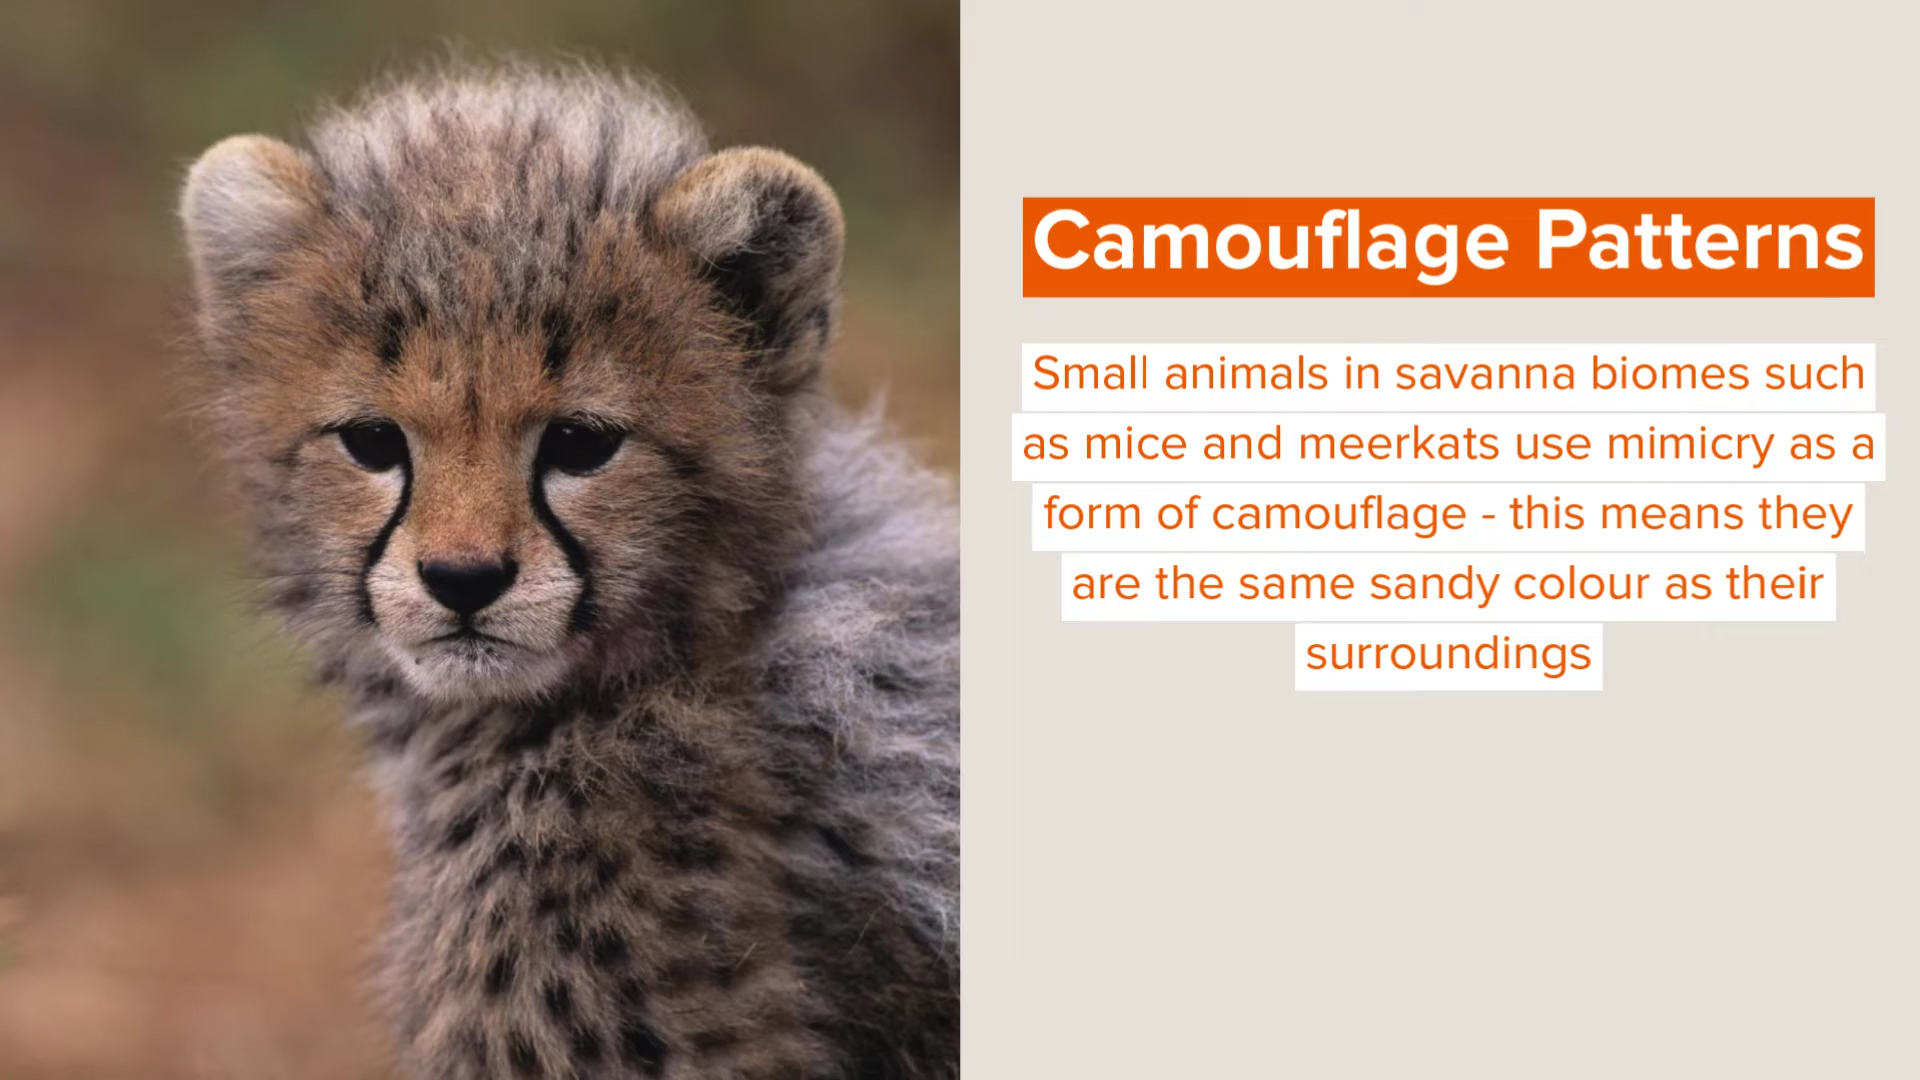 Camouflage Patterns
Small animals in savanna biomes such
as mice and meerkats use mimicry as a
form of camouflage - this means they
are the same sandy colour as their
surroundings